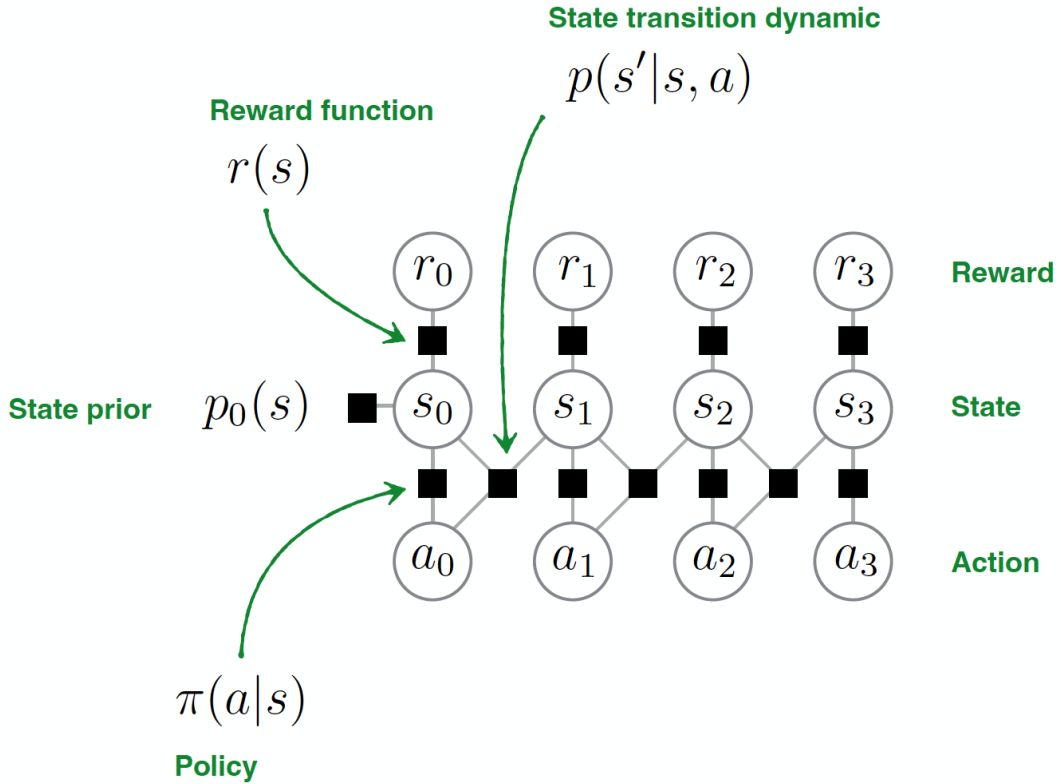 State transition dynamic
p(s'|s, a)
Reward function
r(s)
r₀ r₁ r₂ r₃ Reward
State prior p₀(s) s₀ s₁ s₂ s₃ State
a₀ a₁ a₂ a₃ Action
π(a|s)
Policy